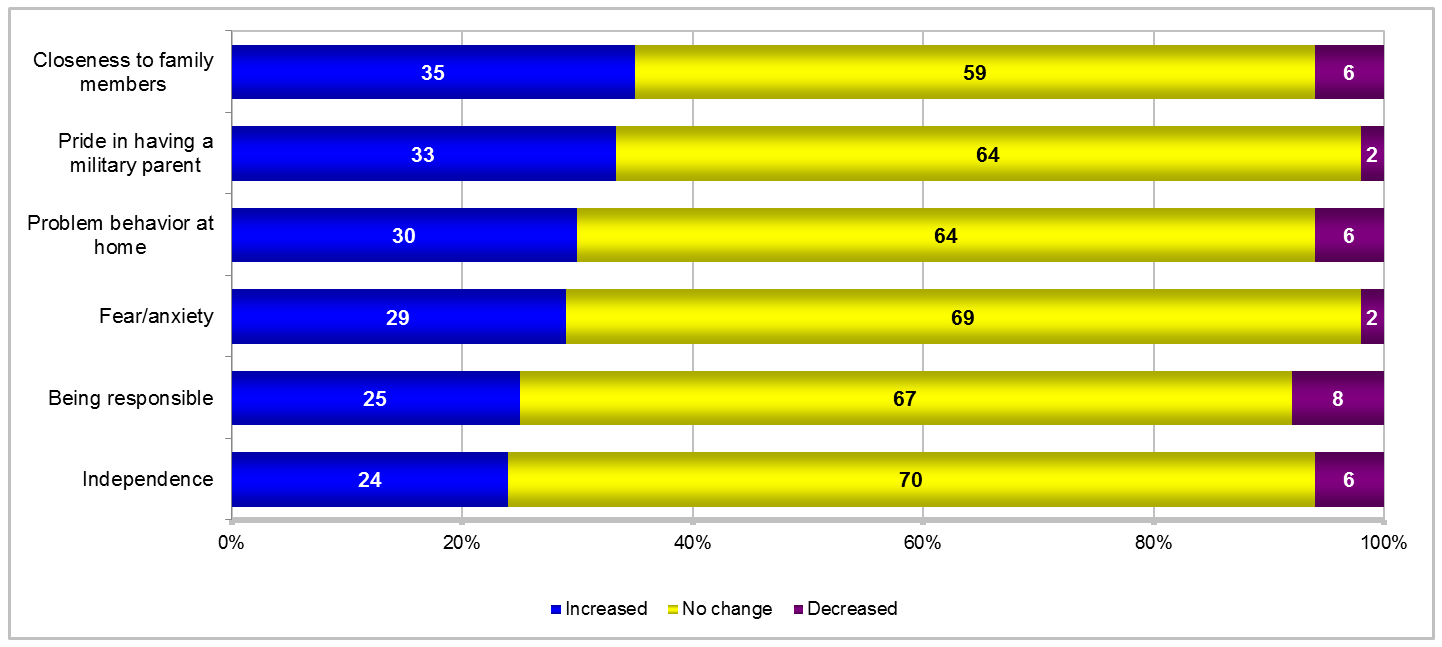 Closeness to family
members
35 59 6
Pride in having a
military parent
33 64 2
Problem behavior at
home
30 64 6
Fear/anxiety
29 69 2
Being responsible
25 67 8
Independence
24 70 6
0% 20% 40% 60% 80% 100%
Increased No change Decreased